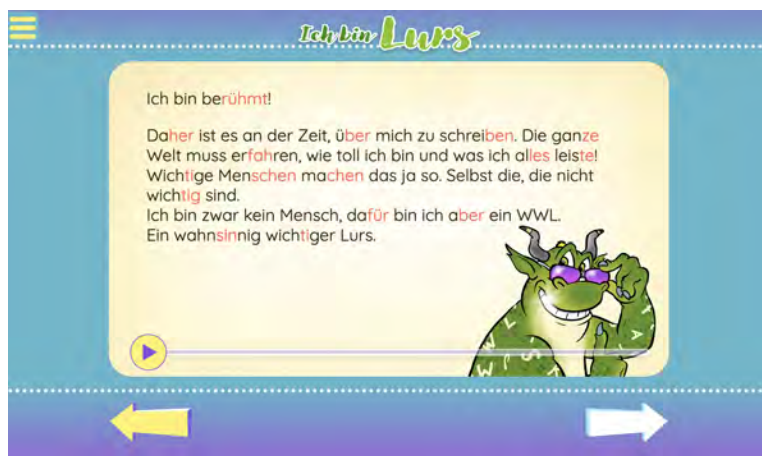 Ich bin Lurs
Ich bin berühmt!
Daher ist es an der Zeit, über mich zu schreiben. Die ganze
Welt muss erfahren, wie toll ich bin und was ich alles leiste!
Wichtige Menschen machen das ja so. Selbst die, die nicht
wichtig sind.
Ich bin zwar kein Mensch, dafür bin ich aber ein WWL.
Ein wahnsinnig wichtiger Lurs.